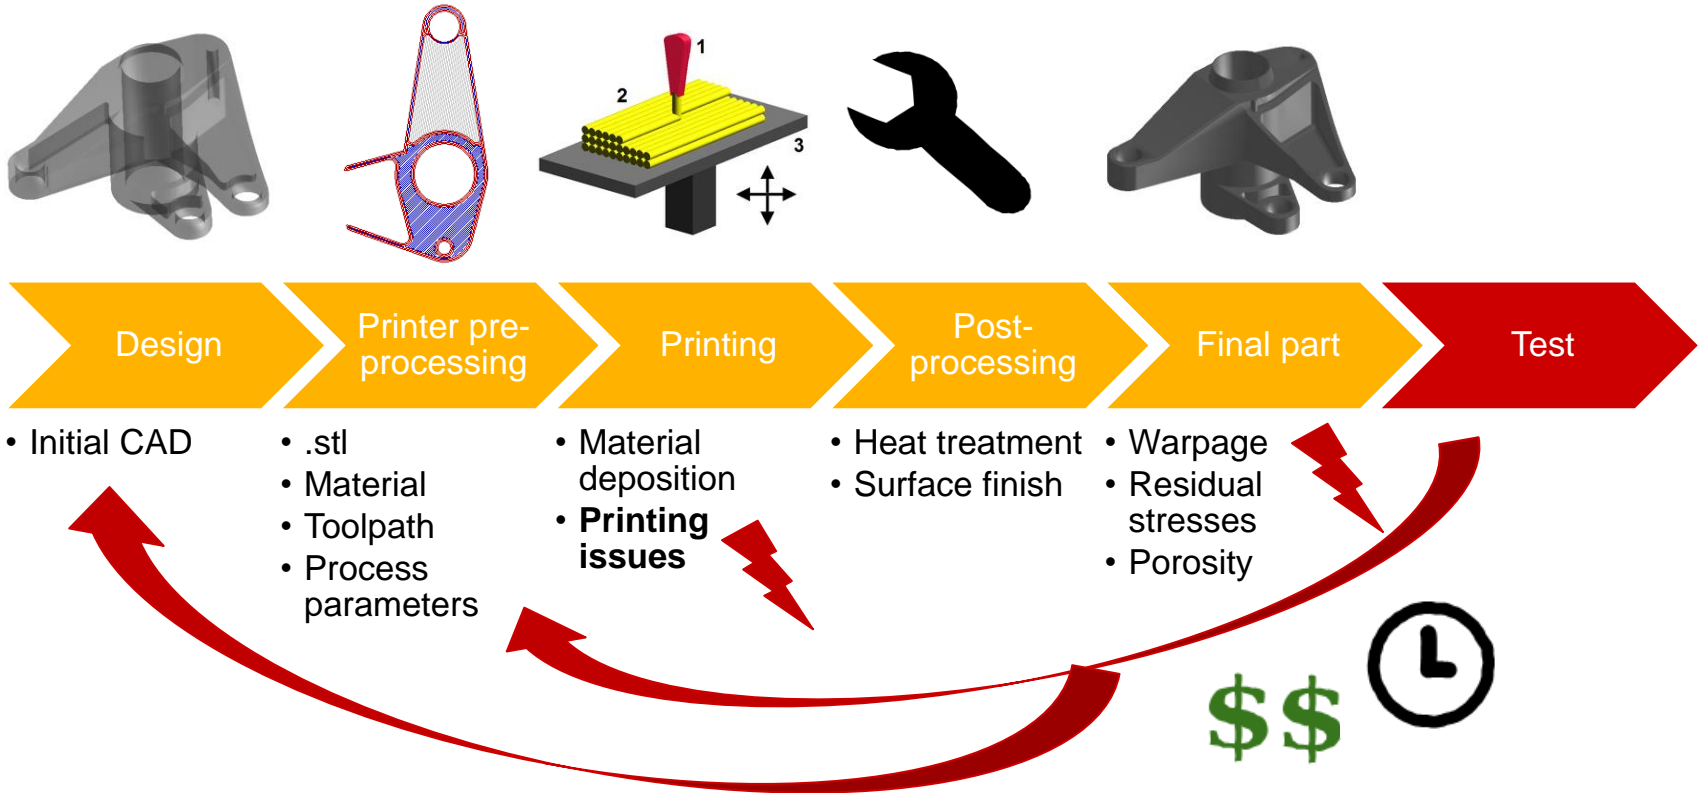 1
2
3
Design
Printer pre-
processing
Printing
Post-
processing
Final part
Test
• Initial CAD
• .stl
• Material
• Toolpath
• Process
parameters
• Material
deposition
• Printing
issues
• Heat treatment
• Surface finish
• Warpage
• Residual
stresses
• Porosity
$$